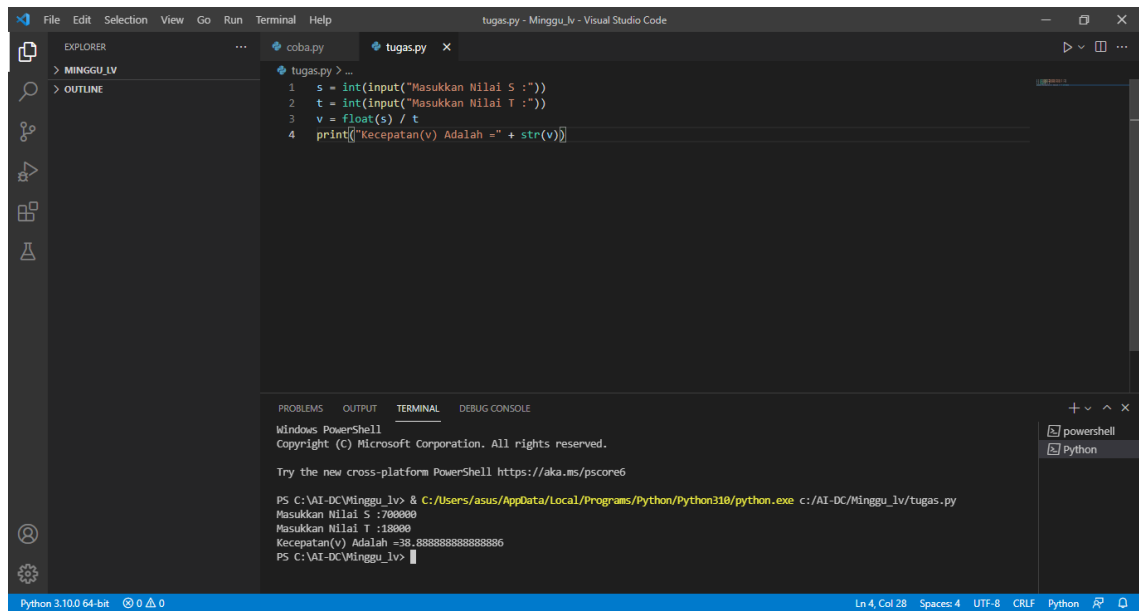 File Edit Selection View Go Run Terminal Help tugas.py - Minggu_lv - Visual Studio Code
EXPLORER ... coba.py tugas.py
> MINGGU_LV tugas.py > ...
> OUTLINE
1 s = int(input("Masukkan Nilai S :"))
2 t = int(input("Masukkan Nilai T :"))
3 v = float(s) / t
4 print("Kecepatan(v) Adalah =" + str(v))
PROBLEMS OUTPUT TERMINAL DEBUG CONSOLE
Windows PowerShell
Copyright (C) Microsoft Corporation. All rights reserved.
Try the new cross-platform PowerShell https://aka.ms/pscore6
PS C:\AI-DC\Minggu_lv> & C:/Users/asus/AppData/Local/Programs/Python/Python310/python.exe c:/AI-DC/Minggu_lv/tugas.py
Masukkan Nilai S :700000
Masukkan Nilai T :18000
Kecepatan(v) Adalah =38.888888888888886
PS C:\AI-DC\Minggu_lv>
powershell
Python
Python 3.10.0 64-bit 0 0 Ln 4, Col 28 Spaces: 4 UTF-8 CRLF Python